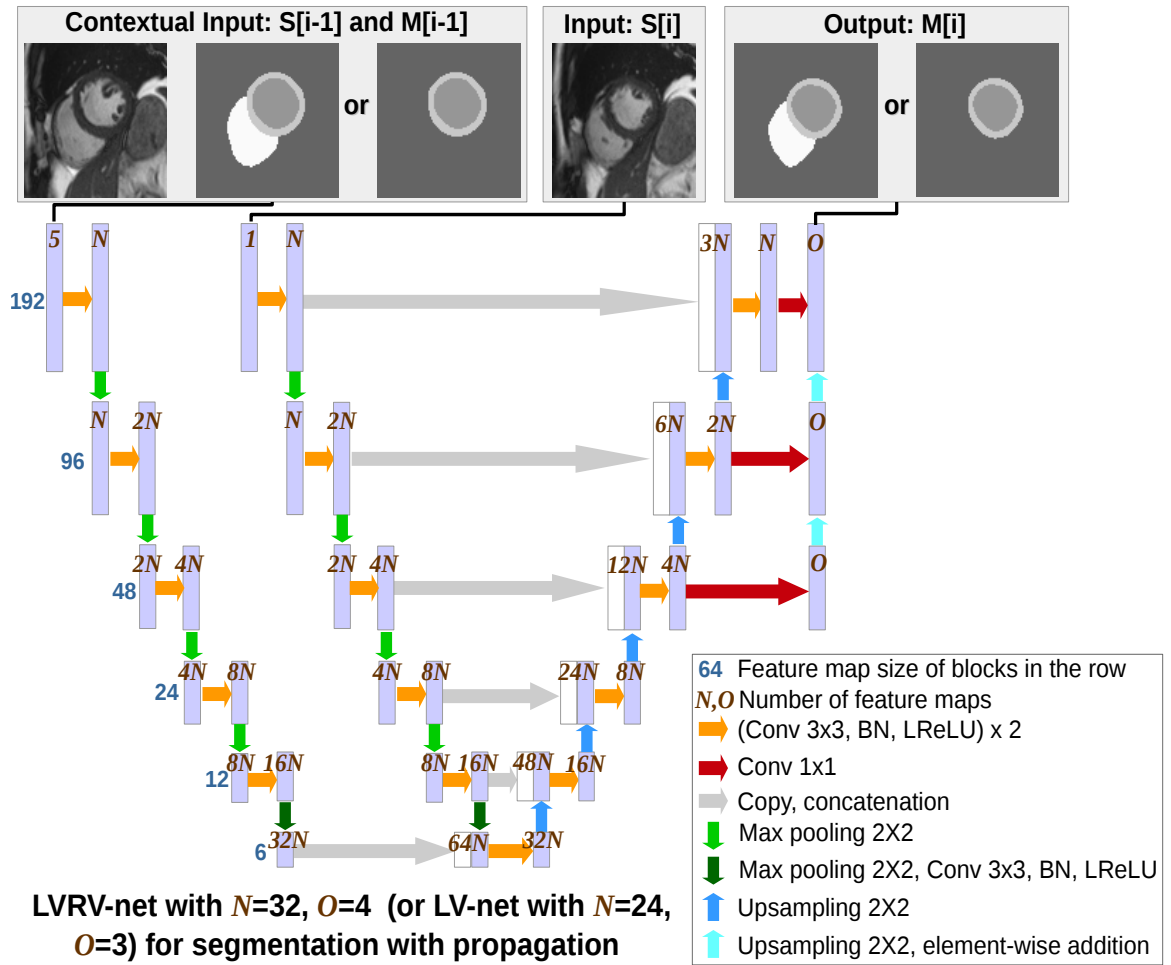 Contextual Input: S[i-1] and M[i-1]
Input: S[i]
Output: M[i]
or
or
5 N 1 N 3N N O
192
N 2N N 2N 6N 2N O
96
2N 4N 2N 4N 12N 4N O
48
4N 8N 4N 8N 24N 8N
24
8N 16N 8N 16N 48N 16N
12
32N 64N 32N
6
64 Feature map size of blocks in the row
N,O Number of feature maps
(Conv 3x3, BN, LReLU) x 2
Conv 1x1
Copy, concatenation
Max pooling 2X2
Max pooling 2X2, Conv 3x3, BN, LReLU
Upsampling 2X2
Upsampling 2X2, element-wise addition
LVRV-net with N=32, O=4 (or LV-net with N=24,
O=3) for segmentation with propagation